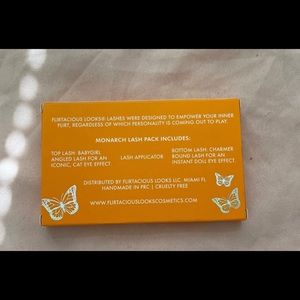 FLIRTACIOUS LOOKS® LASHES WERE DESIGNED TO EMPOWER YOUR INNER
FLIRT, REGARDLESS OF WHICH PERSONALITY IS COMING OUT TO PLAY.
MONARCH LASH PACK INCLUDES:
TOP LASH: BABYGIRL
ANGLED LASH FOR AN
ICONIC, CAT EYE EFFECT.
LASH APPLICATOR
BOTTOM LASH: CHARMER
ROUND LASH FOR AN
INSTANT DOLL EYE EFFECT.
DISTRIBUTED BY FLIRTACIOUS LOOKS LLC MIAMI FL
HANDMADE IN PRC | CRUELTY FREE
WWW.FLIRTACIOUSLOOKSCOSMETICS.COM